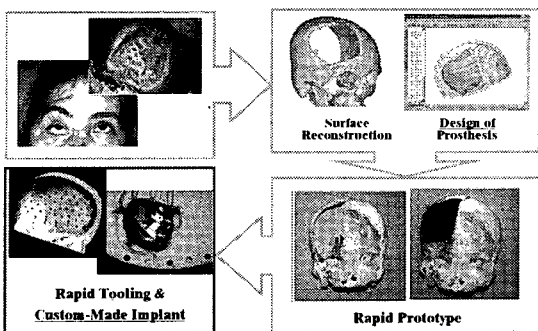 Surface
Reconstruction
Design of
Prosthesis
Rapid Tooling &
Custom-Made Implant
Rapid Prototype